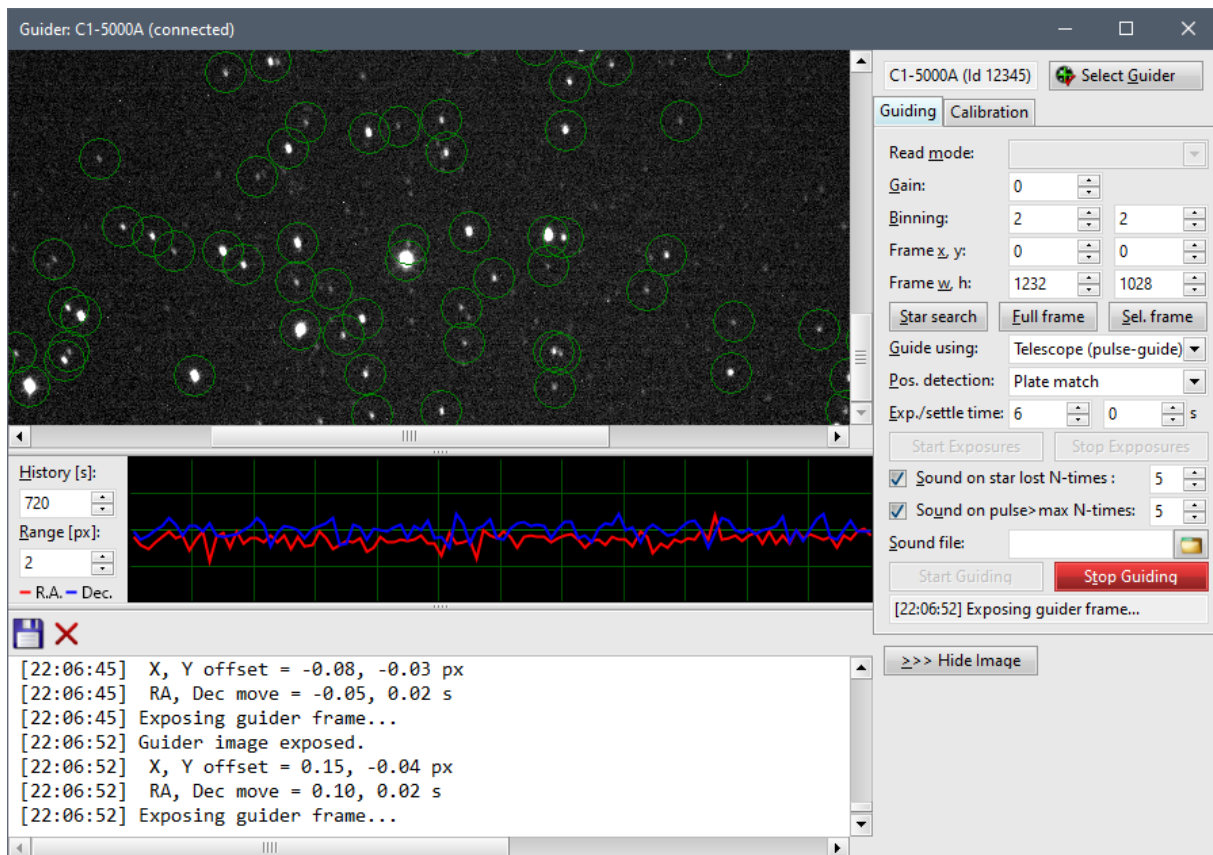 Guider: C1-5000A (connected)
C1-5000A (Id 12345) Select Guider
Guiding Calibration
Read mode:
Gain: 0
Binning: 2 2
Frame x, y: 0 0
Frame w, h: 1232 1028
Star search Full frame Sel. frame
Guide using: Telescope (pulse-guide)
Pos. detection: Plate match
Exp./settle time: 6 0 s
Start Exposures Stop Expposures
Sound on star lost N-times : 5
Sound on pulse>max N-times: 5
Sound file:
Start Guiding Stop Guiding
[22:06:52] Exposing guider frame...
>>> Hide Image
History [s]:
720
Range [px]:
2
R.A. Dec.
[22:06:45] X, Y offset = -0.08, -0.03 px
[22:06:45] RA, Dec move = -0.05, 0.02 s
[22:06:45] Exposing guider frame...
[22:06:52] Guider image exposed.
[22:06:52] X, Y offset = 0.15, -0.04 px
[22:06:52] RA, Dec move = 0.10, 0.02 s
[22:06:52] Exposing guider frame...